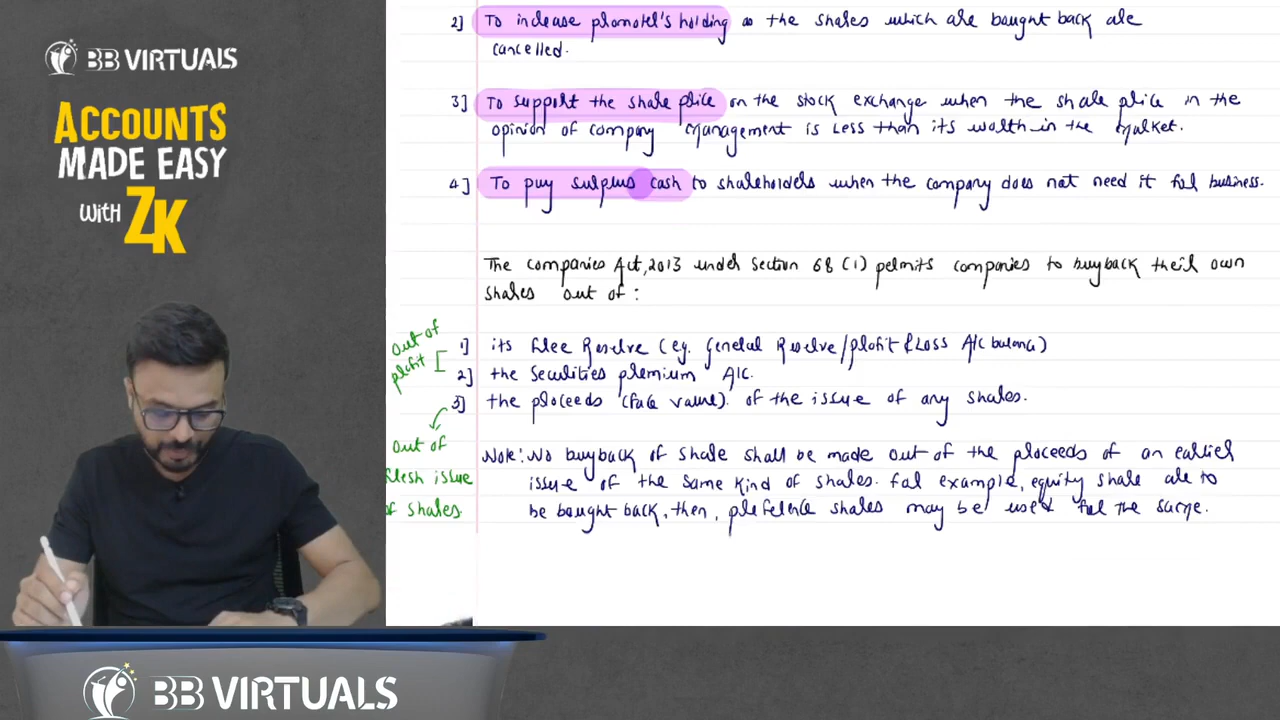 BB VIRTUALS
ACCOUNTS
MADE EASY
with ZK
2] To increase promoter's holding as the shares which are bought back are
cancelled.
3] To support the share price on the stock exchange when the share price in the
opinion of company management is less than its worth in the market.
4] To pay surplus cash to shareholders when the company does not need it for business.
The Companies Act, 2013 under Section 68 (1) permits companies to buyback their own
shares out of :
out of
profit [
1] its Free Reserve (eg. General Reserve/profit & Loss A/c balance)
2] the Securities premium A/c.
3] the proceeds (face value). of the issue of any shares.
out of
flesh issue
of shares.
Note: No buyback of share shall be made out of the proceeds of an earlier
issue of the same kind of shares. for example, equity share are to
be bought back, then, preference shares may be used for the same.
BB VIRTUALS